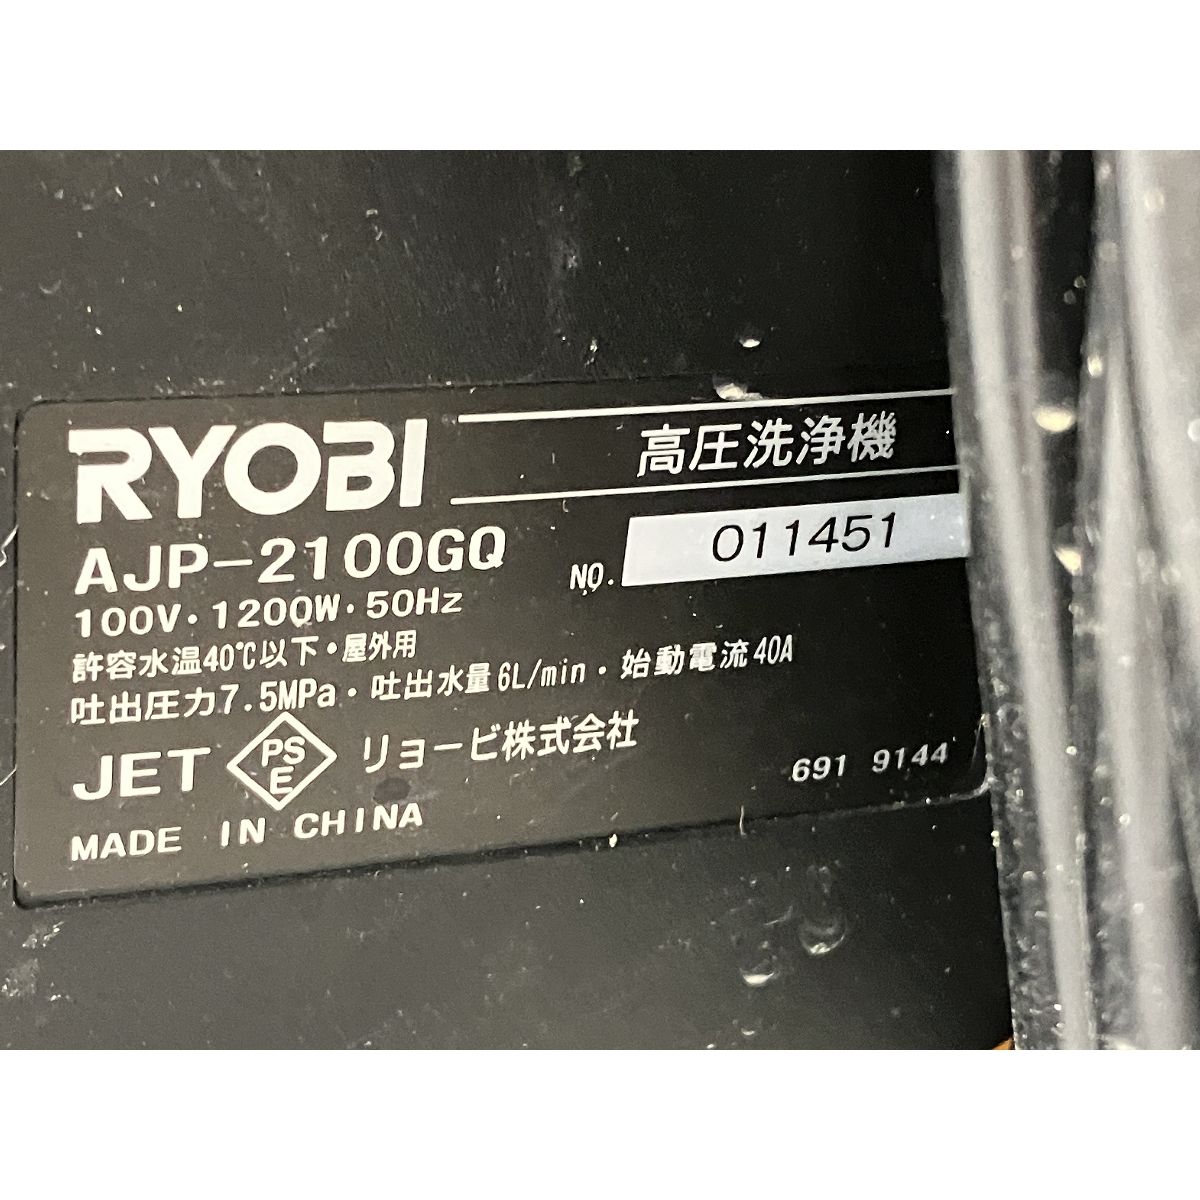 RYOBI 高圧洗浄機
AJP-2100GQ NO. 011451
100V・1200W・50Hz
許容水温40℃以下・屋外用
吐出圧力7.5MPa・吐出水量6L/min・始動電流40A
JET PSE リョービ株式会社 691 9144
MADE IN CHINA